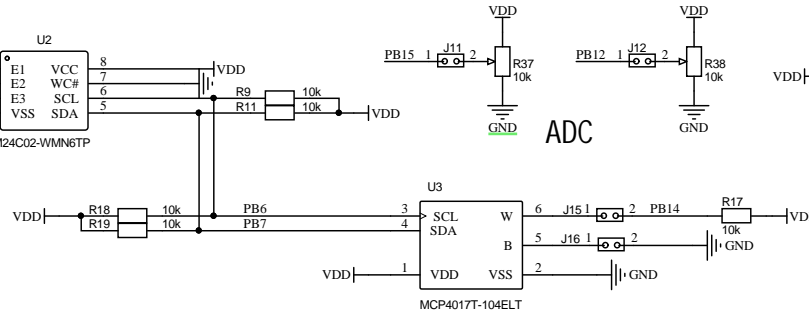 VDD
VDD
U2
PB15 1 J11 2
R37
10k
PB12 1 J12 2
R38
10k
VDD
E1 VCC 8
VDD
E2 WC# 7
E3 SCL 6
VSS SDA 5
R9 10k
R11 10k
VDD
GND
GND
ADC
M24C02-WMN6TP
U3
VDD
R18 10k PB6 3 SCL
R19 10k PB7 4 SDA
W 6 J15 1 2 PB14 R17
10k
B 5 J16 1 2 GND
VDD 1 VDD
VSS 2 GND
MCP4017T-104ELT